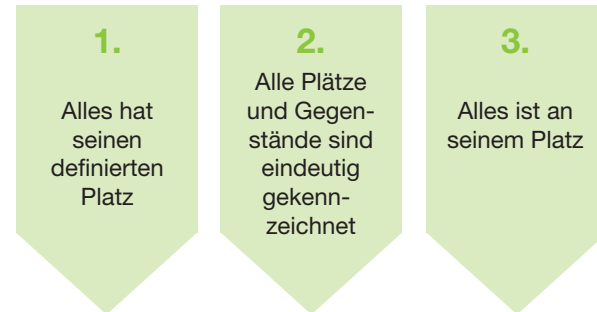 1.
Alles hat
seinen
definierten
Platz
2.
Alle Plätze
und Gegen-
stände sind
eindeutig
gekenn-
zeichnet
3.
Alles ist an
seinem Platz